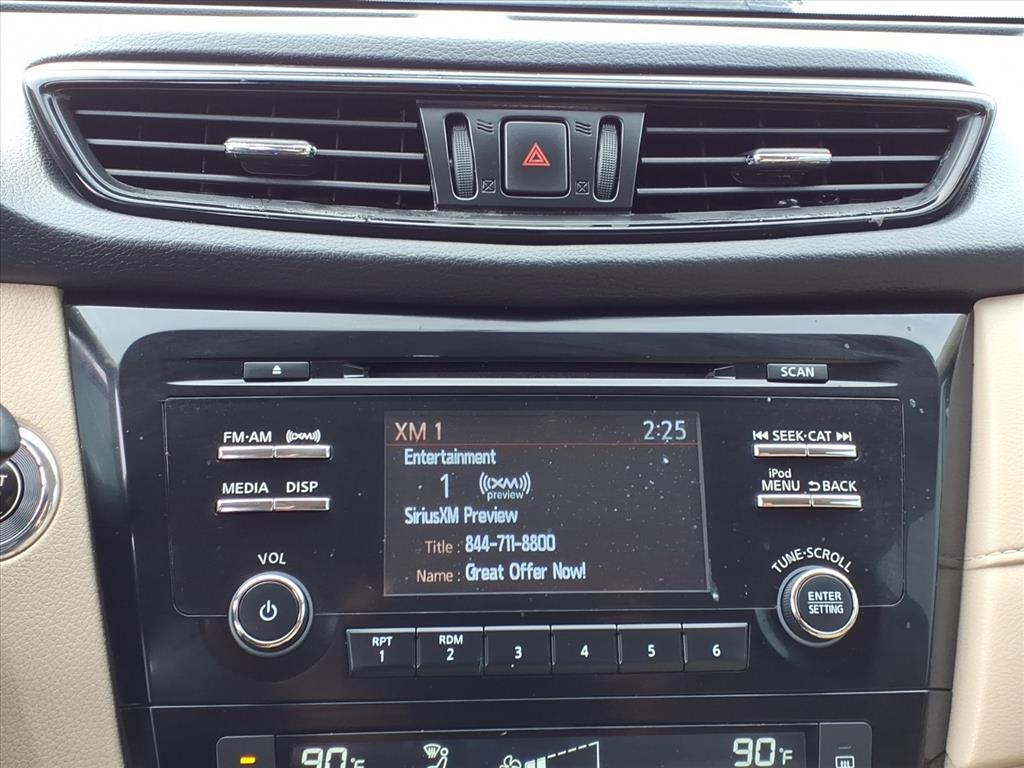 SCAN
FM·AM ((XM))
MEDIA DISP
VOL
XM 1 2:25
Entertainment
1 ((XM))
preview
SiriusXM Preview
Title : 844-711-8800
Name : Great Offer Now!
SEEK·CAT
iPod
MENU BACK
TUNE·SCROLL
ENTER
SETTING
RPT
1
RDM
2
3
4
5
6
90°F
90°F